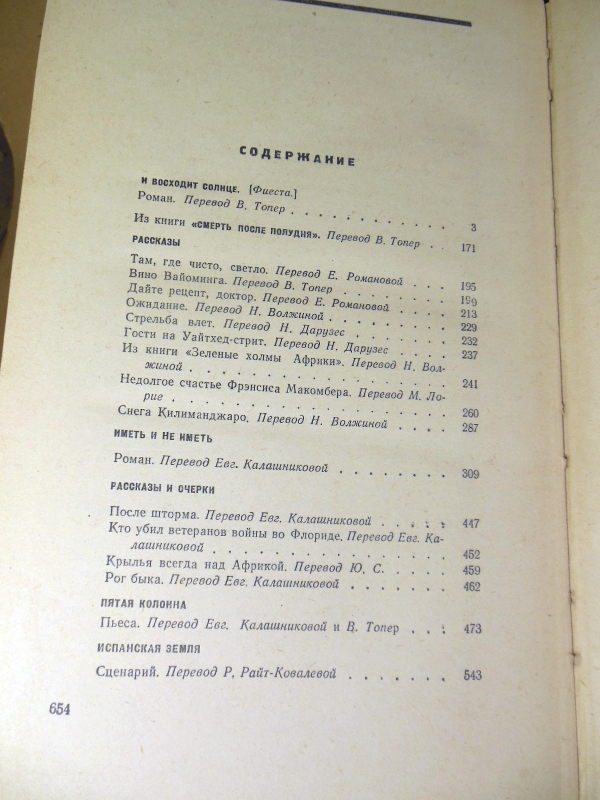 СОДЕРЖАНИЕ
И ВОСХОДИТ СОЛНЦЕ. [Фиеста.]
Роман. Перевод В. Топер . . . . . . . . . . 3
Из книги «СМЕРТЬ ПОСЛЕ ПОЛУДНЯ». Перевод В. Топер . . 171
РАССКАЗЫ
Там, где чисто, светло. Перевод Е. Романовой . . . 195
Вино Вайоминга. Перевод В. Топер . . . . . . . 199
Дайте рецепт, доктор. Перевод Е. Романовой . . . . 213
Ожидание. Перевод Н. Волжиной . . . . . . . . 229
Стрельба влет. Перевод Н. Дарузес . . . . . . . 232
Гости на Уайтхед-стрит. Перевод Н. Дарузес . . . . 237
Из книги «Зеленые холмы Африки». Перевод Н. Вол-
жиной . . . . . . . . . . . . . . . . 241
Недолгое счастье Фрэнсиса Макомбера. Перевод М. Ло-
рие . . . . . . . . . . . . . . . . . 260
Снега Килиманджаро. Перевод Н. Волжиной . . . . 287
ИМЕТЬ И НЕ ИМЕТЬ
Роман. Перевод Евг. Калашниковой . . . . . . . . 309
РАССКАЗЫ И ОЧЕРКИ
После шторма. Перевод Евг. Калашниковой . . . . . 447
Кто убил ветеранов войны во Флориде. Перевод Евг. Ка-
лашниковой . . . . . . . . . . . . . . 452
Крылья всегда над Африкой. Перевод Ю. С. . . . . 459
Рог быка. Перевод Евг. Калашниковой . . . . . . . 462
ПЯТАЯ КОЛОННА
Пьеса. Перевод Евг. Калашниковой и В. Топер . . . 473
ИСПАНСКАЯ ЗЕМЛЯ
Сценарий. Перевод Р. Райт-Ковалевой . . . . . . . 543
654